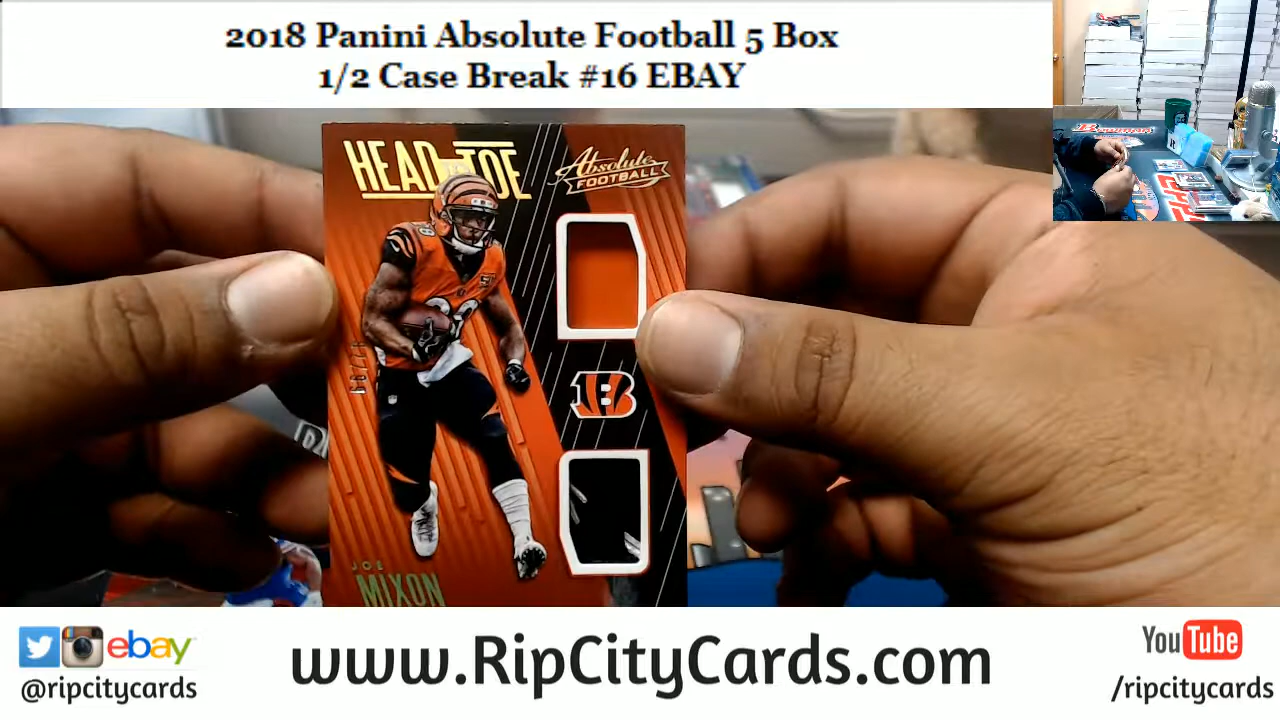 2018 Panini Absolute Football 5 Box
1/2 Case Break #16 EBAY
HEAD TO TOE
Absolute
FOOTBALL
28
B
JOE
MIXON
ebay
@ripcitycards
www.RipCityCards.com
YouTube
/ripcitycards